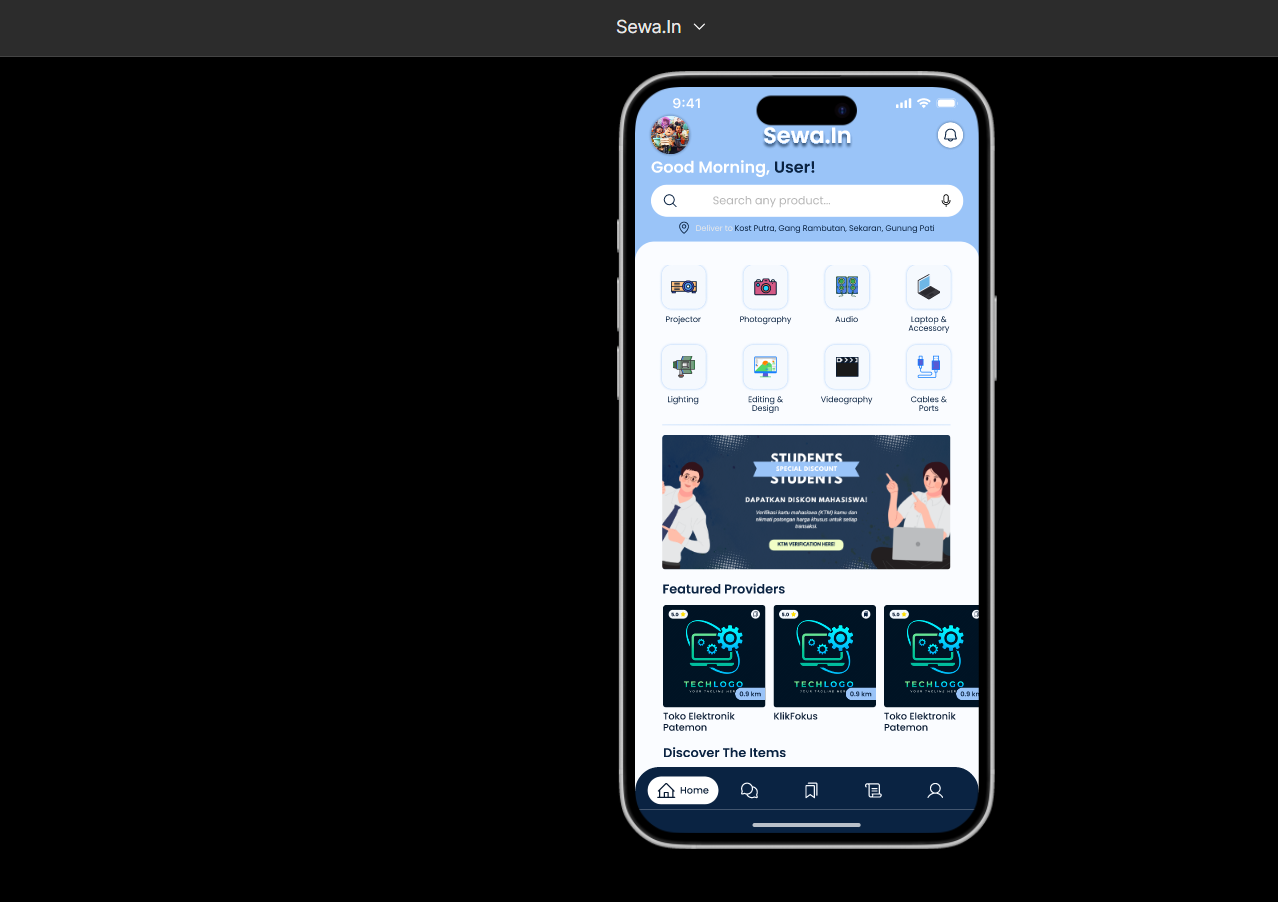 Sewa.In
9:41
Sewa.In
Good Morning, User!
Search any product...
Deliver to Kost Putra, Gang Rambutan, Sekaran, Gunung Pati
Projector
Photography
Audio
Laptop &
Accessory
Lighting
Editing &
Design
Videography
Cables &
Ports
STUDENTS
SPECIAL DISCOUNT
STUDENTS
DAPATKAN DISKON MAHASISWA!
Verifikasi kartu mahasiswa (KTM) kamu dan
nikmati potongan harga khusus untuk setiap
transaksi.
KTM VERIFICATION HERE!
Featured Providers
5.0
TECHLOGO
YOUR TAGLINE HER
0.9 km
Toko Elektronik
Patemon
5.0
TECHLOGO
YOUR TAGLINE HER
0.9 km
KlikFokus
5.0
TECHLOGO
YOUR TAGLINE HER
0.9 km
Toko Elektronik
Patemon
Discover The Items
Home